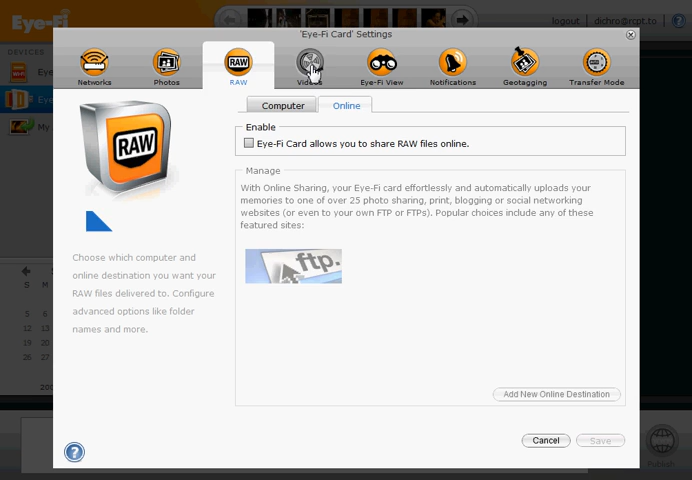 Eye-Fi
logout | dichro@rcpt.to
DEVICES
'Eye-Fi Card' Settings
Networks
Photos
RAW
RAW
Videos
Eye-Fi View
Notifications
Geotagging
Transfer Mode
Eye
Eye
My
RAW
Computer
Online
Enable
Eye-Fi Card allows you to share RAW files online.
Manage
With Online Sharing, your Eye-Fi card effortlessly and automatically uploads your
memories to one of over 25 photo sharing, print, blogging or social networking
websites (or even to your own FTP or FTPs). Popular choices include any of these
featured sites:
ftp.
Choose which computer and
online destination you want your
RAW files delivered to. Configure
advanced options like folder
names and more.
S M
5 6
12 13
19 20
26 27
Add New Online Destination
Cancel
Save
?
Publish